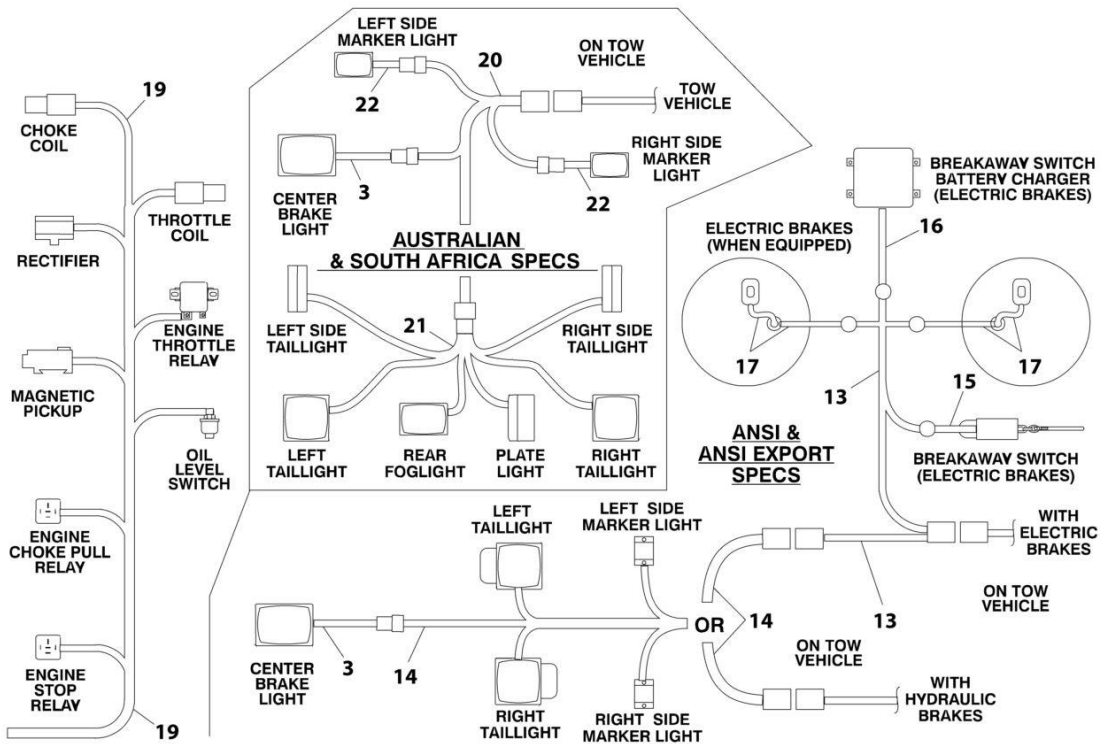 19
CHOKE
COIL
THROTTLE
COIL
RECTIFIER
ENGINE
THROTTLE
RELAY
MAGNETIC
PICKUP
OIL
LEVEL
SWITCH
ENGINE
CHOKE PULL
RELAY
ENGINE
STOP
RELAY
19
LEFT SIDE
MARKER LIGHT
22
20
ON TOW
VEHICLE
TOW
VEHICLE
3
CENTER
BRAKE
LIGHT
RIGHT SIDE
MARKER
LIGHT
22
AUSTRALIAN
& SOUTH AFRICA SPECS
LEFT SIDE
TAILLIGHT
21
RIGHT SIDE
TAILLIGHT
LEFT
TAILLIGHT
REAR
FOGLIGHT
PLATE
LIGHT
RIGHT
TAILLIGHT
BREAKAWAY SWITCH
BATTERY CHARGER
(ELECTRIC BRAKES)
16
ELECTRIC BRAKES
(WHEN EQUIPPED)
17
17
13
15
ANSI &
ANSI EXPORT
SPECS
BREAKAWAY SWITCH
(ELECTRIC BRAKES)
LEFT
TAILLIGHT
LEFT SIDE
MARKER LIGHT
WITH
ELECTRIC
BRAKES
ON TOW
VEHICLE
13
OR
14
3
14
CENTER
BRAKE
LIGHT
RIGHT
TAILLIGHT
RIGHT SIDE
MARKER LIGHT
ON TOW
VEHICLE
WITH
HYDRAULIC
BRAKES